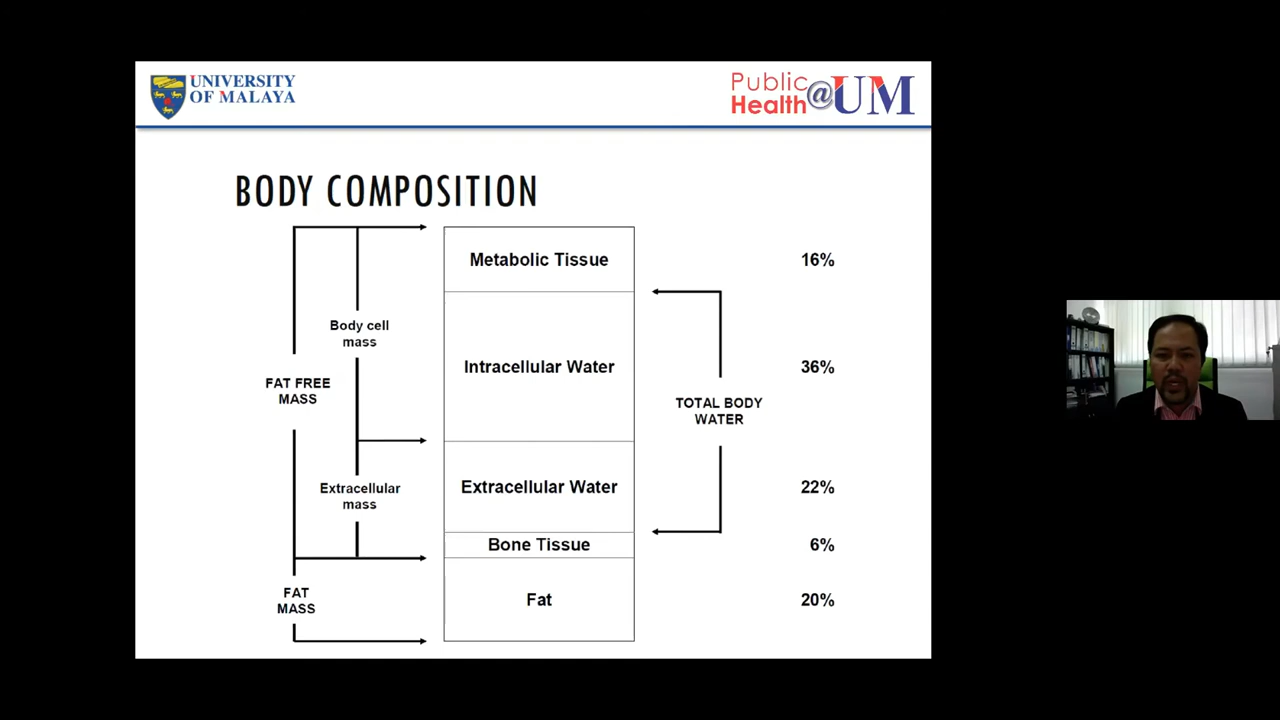 UNIVERSITY
OF MALAYA
Public
Health@UM
BODY COMPOSITION
Metabolic Tissue
16%
Body cell
mass
Intracellular Water
36%
FAT FREE
MASS
TOTAL BODY
WATER
Extracellular
mass
Extracellular Water
22%
Bone Tissue
6%
FAT
MASS
Fat
20%